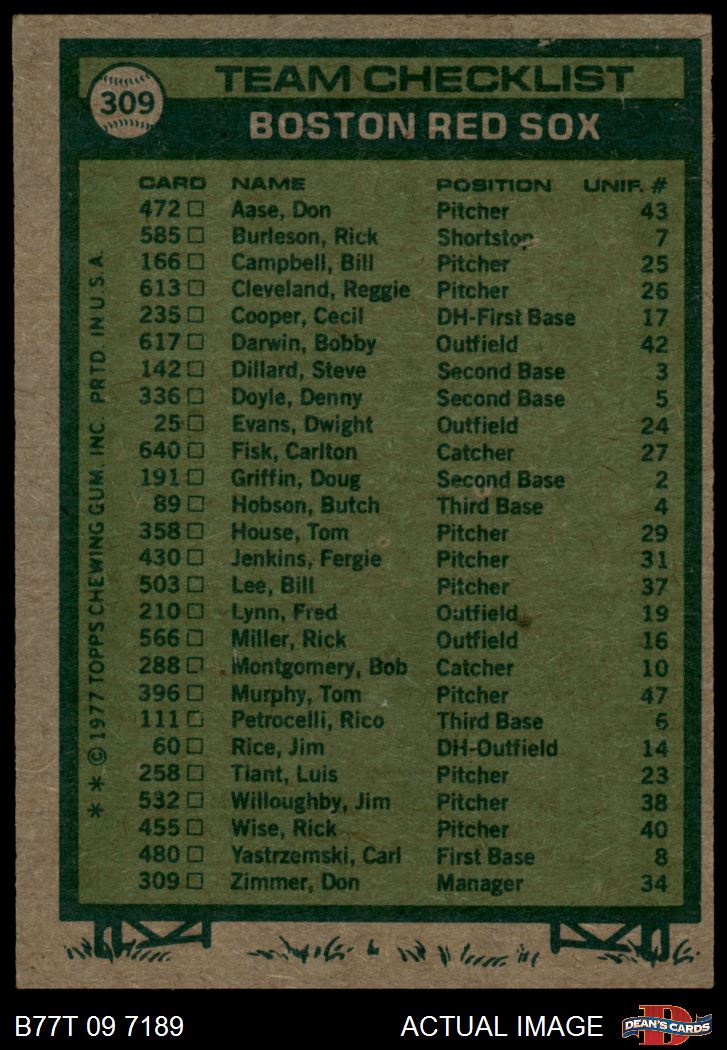 309
TEAM CHECKLIST
BOSTON RED SOX
CARD NAME POSITION UNIF. #
472 Aase, Don Pitcher 43
585 Burleson, Rick Shortstop 7
166 Campbell, Bill Pitcher 25
613 Cleveland, Reggie Pitcher 26
235 Cooper, Cecil DH-First Base 17
617 Darwin, Bobby Outfield 42
142 Dillard, Steve Second Base 3
336 Doyle, Denny Second Base 5
25 Evans, Dwight Outfield 24
640 Fisk, Carlton Catcher 27
191 Griffin, Doug Second Base 2
89 Hobson, Butch Third Base 4
358 House, Tom Pitcher 29
430 Jenkins, Fergie Pitcher 31
503 Lee, Bill Pitcher 37
210 Lynn, Fred Outfield 19
566 Miller, Rick Outfield 16
288 Montgomery, Bob Catcher 10
396 Murphy, Tom Pitcher 47
111 Petrocelli, Rico Third Base 6
60 Rice, Jim DH-Outfield 14
258 Tiant, Luis Pitcher 23
532 Willoughby, Jim Pitcher 38
455 Wise, Rick Pitcher 40
480 Yastrzemski, Carl First Base 8
309 Zimmer, Don Manager 34
* * © 1977 TOPPS CHEWING GUM, INC. PRTD. IN U.S.A.
B77T 09 7189 ACTUAL IMAGE
D
DEAN'S CARDS